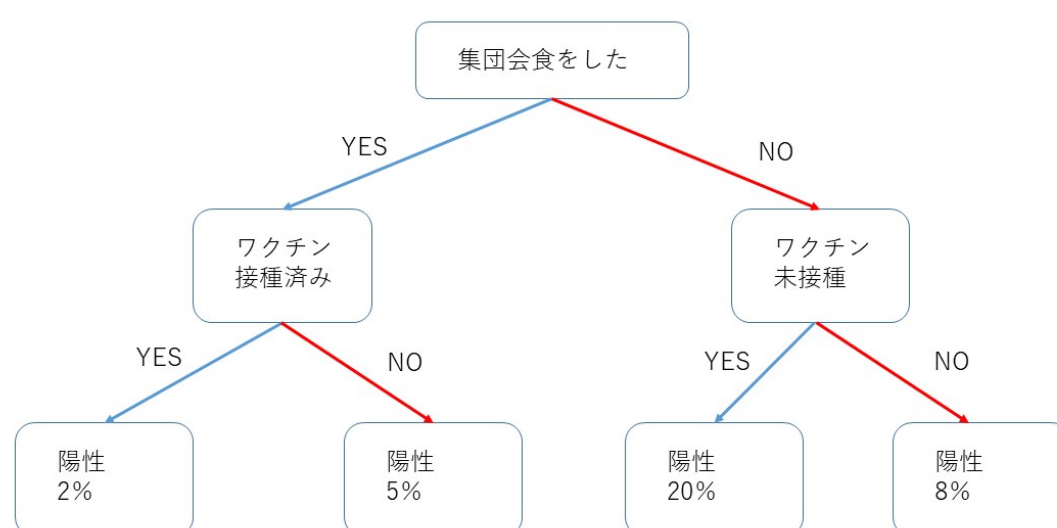 集団会食をした
YES
NO
ワクチン
接種済み
ワクチン
未接種
YES
NO
YES
NO
陽性
2%
陽性
5%
陽性
20%
陽性
8%